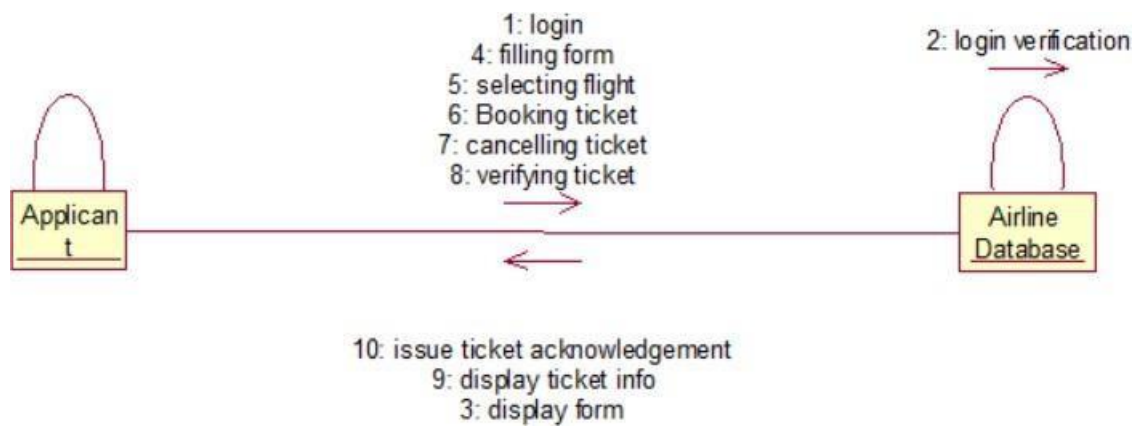 1: login
4: filling form
5: selecting flight
6: Booking ticket
7: cancelling ticket
8: verifying ticket
2: login verification
Applican
t
Airline
Database
10: issue ticket acknowledgement
9: display ticket info
3: display form